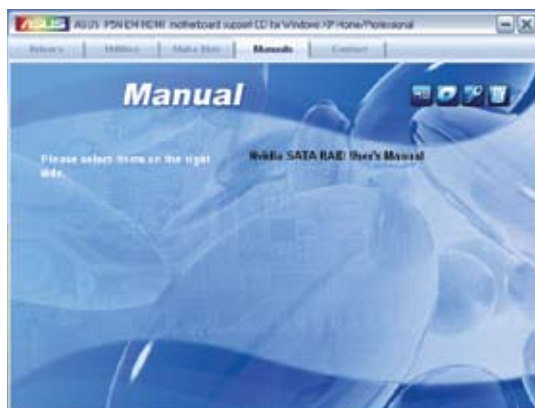 ASUS P5N-EM HDMI motherboard support CD for Windows XP Home/Professional
Drivers Utilities Make Disk Manuals Contact
Manual
Please select items on the right
side.
Nvidia SATA RAID User's Manual